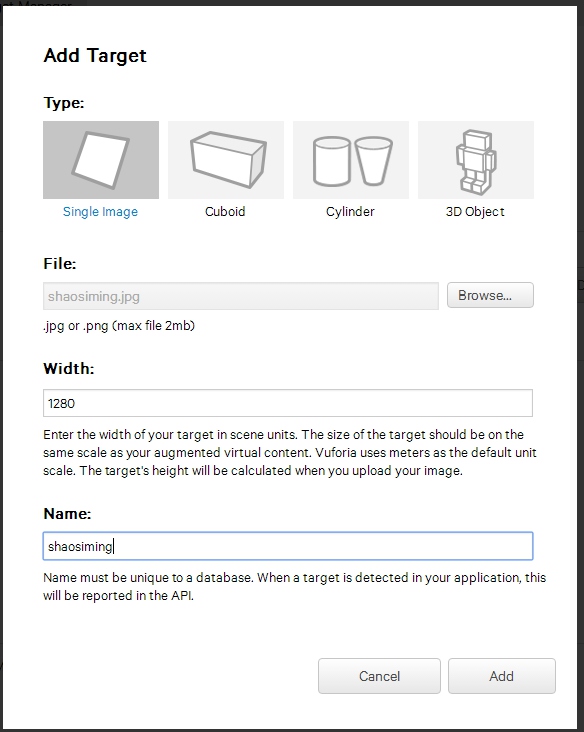 Add Target
Type:
Single Image
Cuboid
Cylinder
3D Object
File:
shaosiming.jpg
Browse...
.jpg or .png (max file 2mb)
Width:
1280
Enter the width of your target in scene units. The size of the target should be on the
same scale as your augmented virtual content. Vuforia uses meters as the default unit
scale. The target's height will be calculated when you upload your image.
Name:
shaosiming
Name must be unique to a database. When a target is detected in your application, this
will be reported in the API.
Cancel
Add